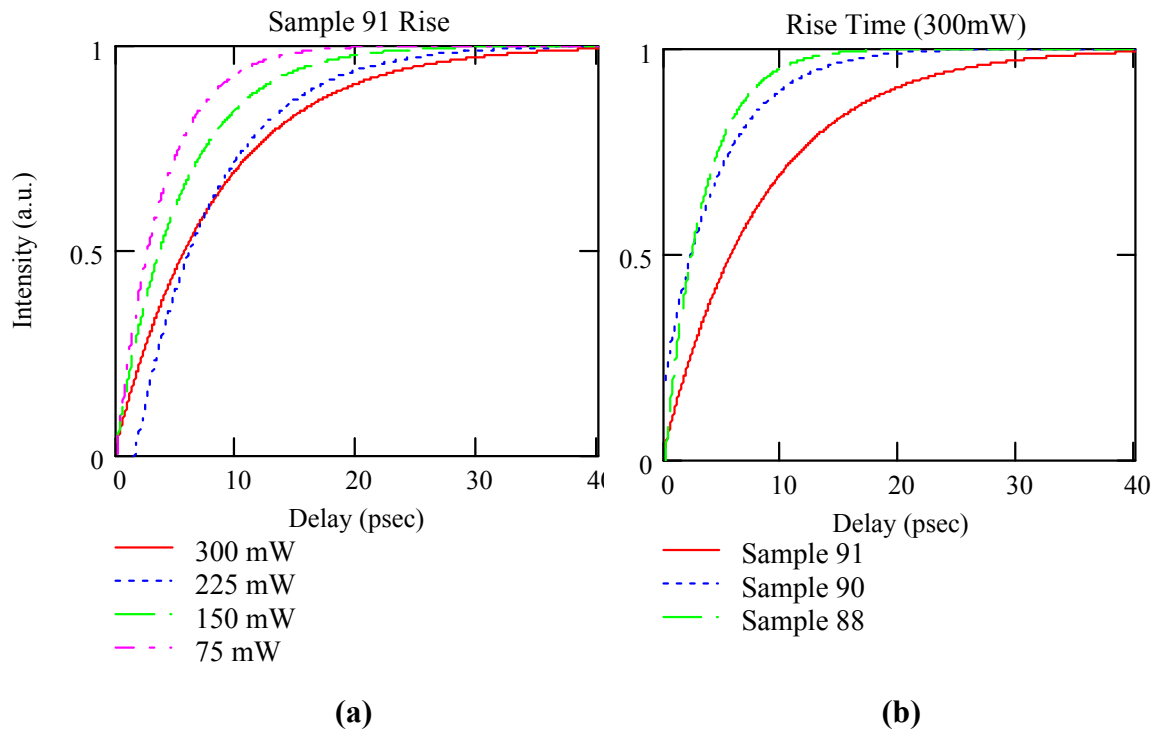 Sample 91 Rise
1
0.5
0
Intensity (a.u.)
0 10 20 30 40
Delay (psec)
300 mW
225 mW
150 mW
75 mW
(a)
Rise Time (300mW)
1
0.5
0
0 10 20 30 40
Delay (psec)
Sample 91
Sample 90
Sample 88
(b)